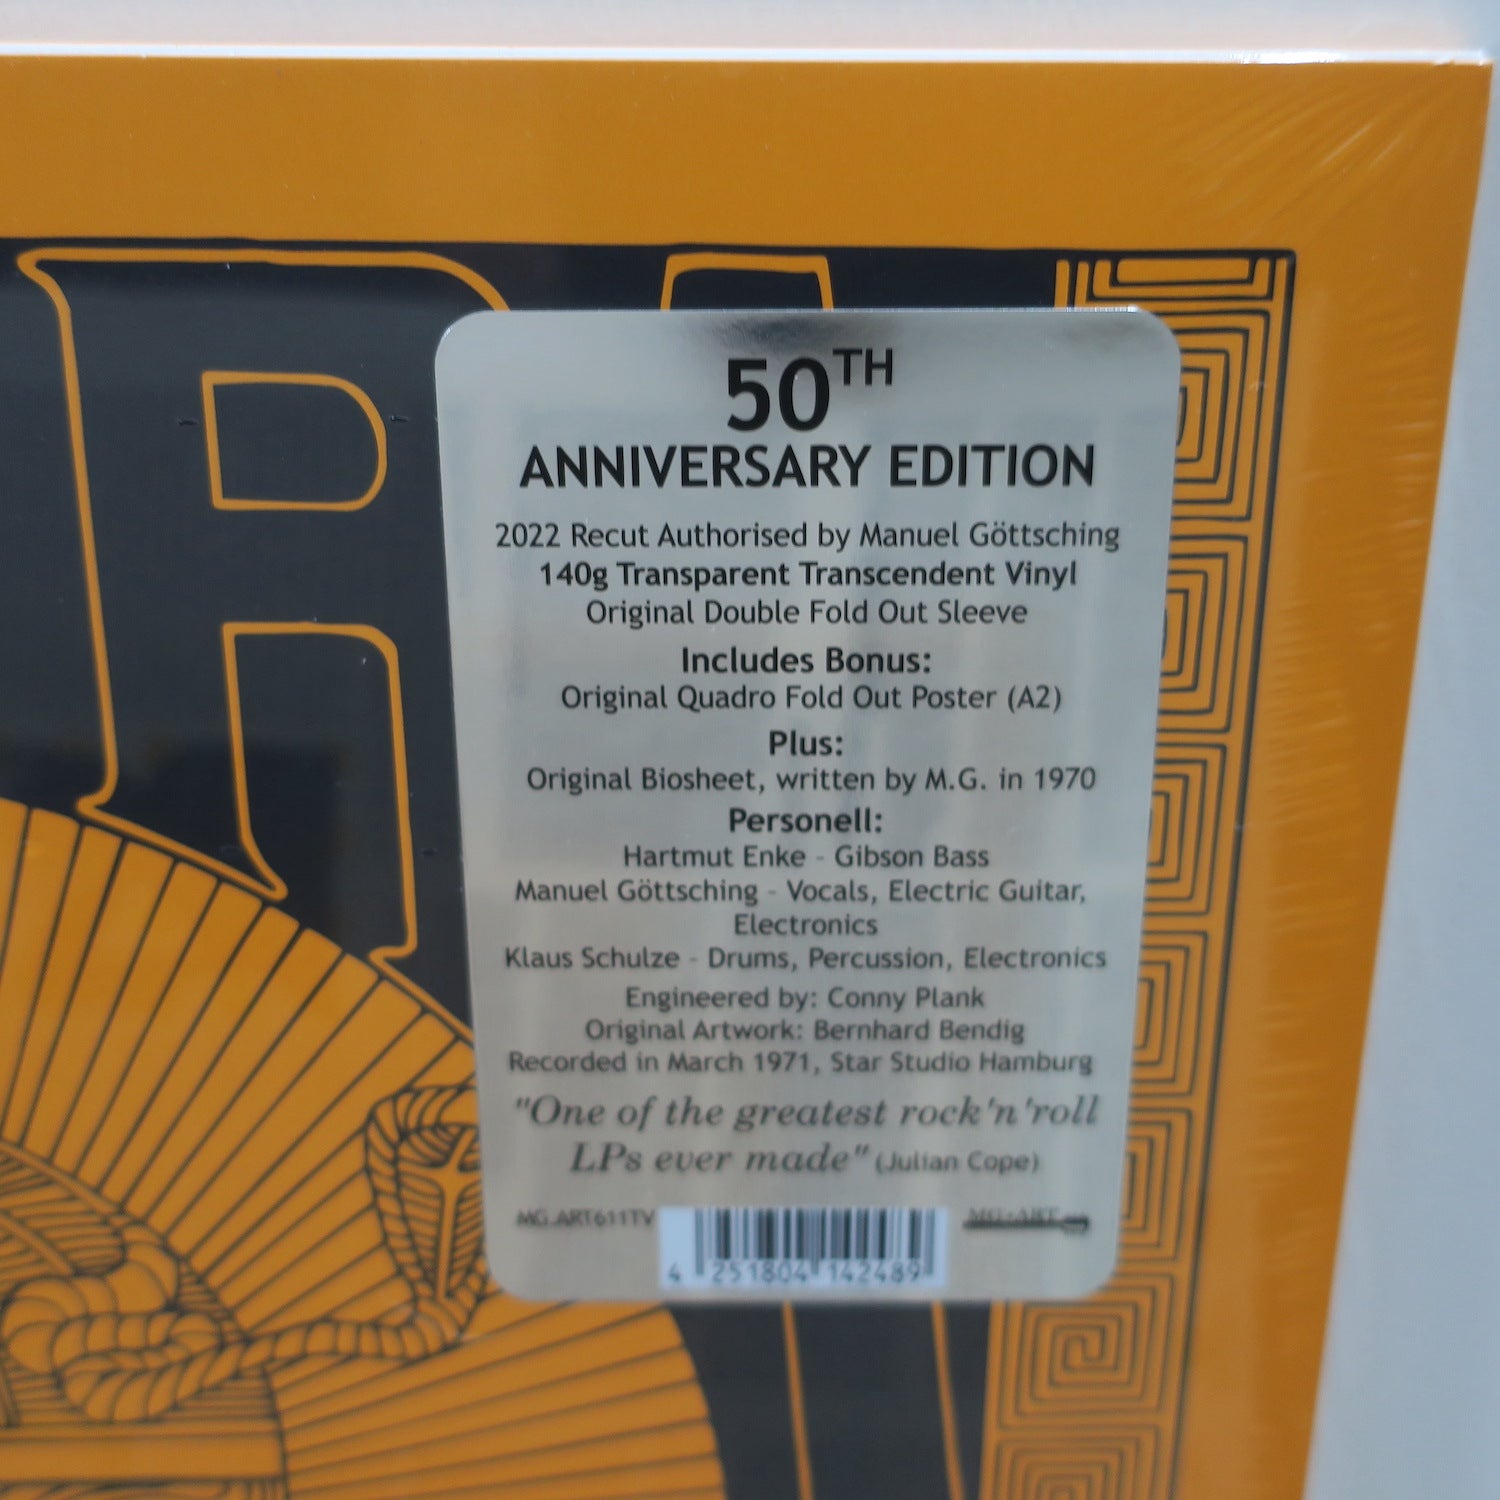 RA
50TH
ANNIVERSARY EDITION
2022 Recut Authorised by Manuel Göttsching
140g Transparent Transcendent Vinyl
Original Double Fold Out Sleeve
Includes Bonus:
Original Quadro Fold Out Poster (A2)
Plus:
Original Biosheet, written by M.G. in 1970
Personell:
Hartmut Enke - Gibson Bass
Manuel Göttsching - Vocals, Electric Guitar,
Electronics
Klaus Schulze - Drums, Percussion, Electronics
Engineered by: Conny Plank
Original Artwork: Bernhard Bendig
Recorded in March 1971, Star Studio Hamburg
"One of the greatest rock'n'roll
LPs ever made" (Julian Cope)
MG.ART611TV
MG.ART
4 251804 142489